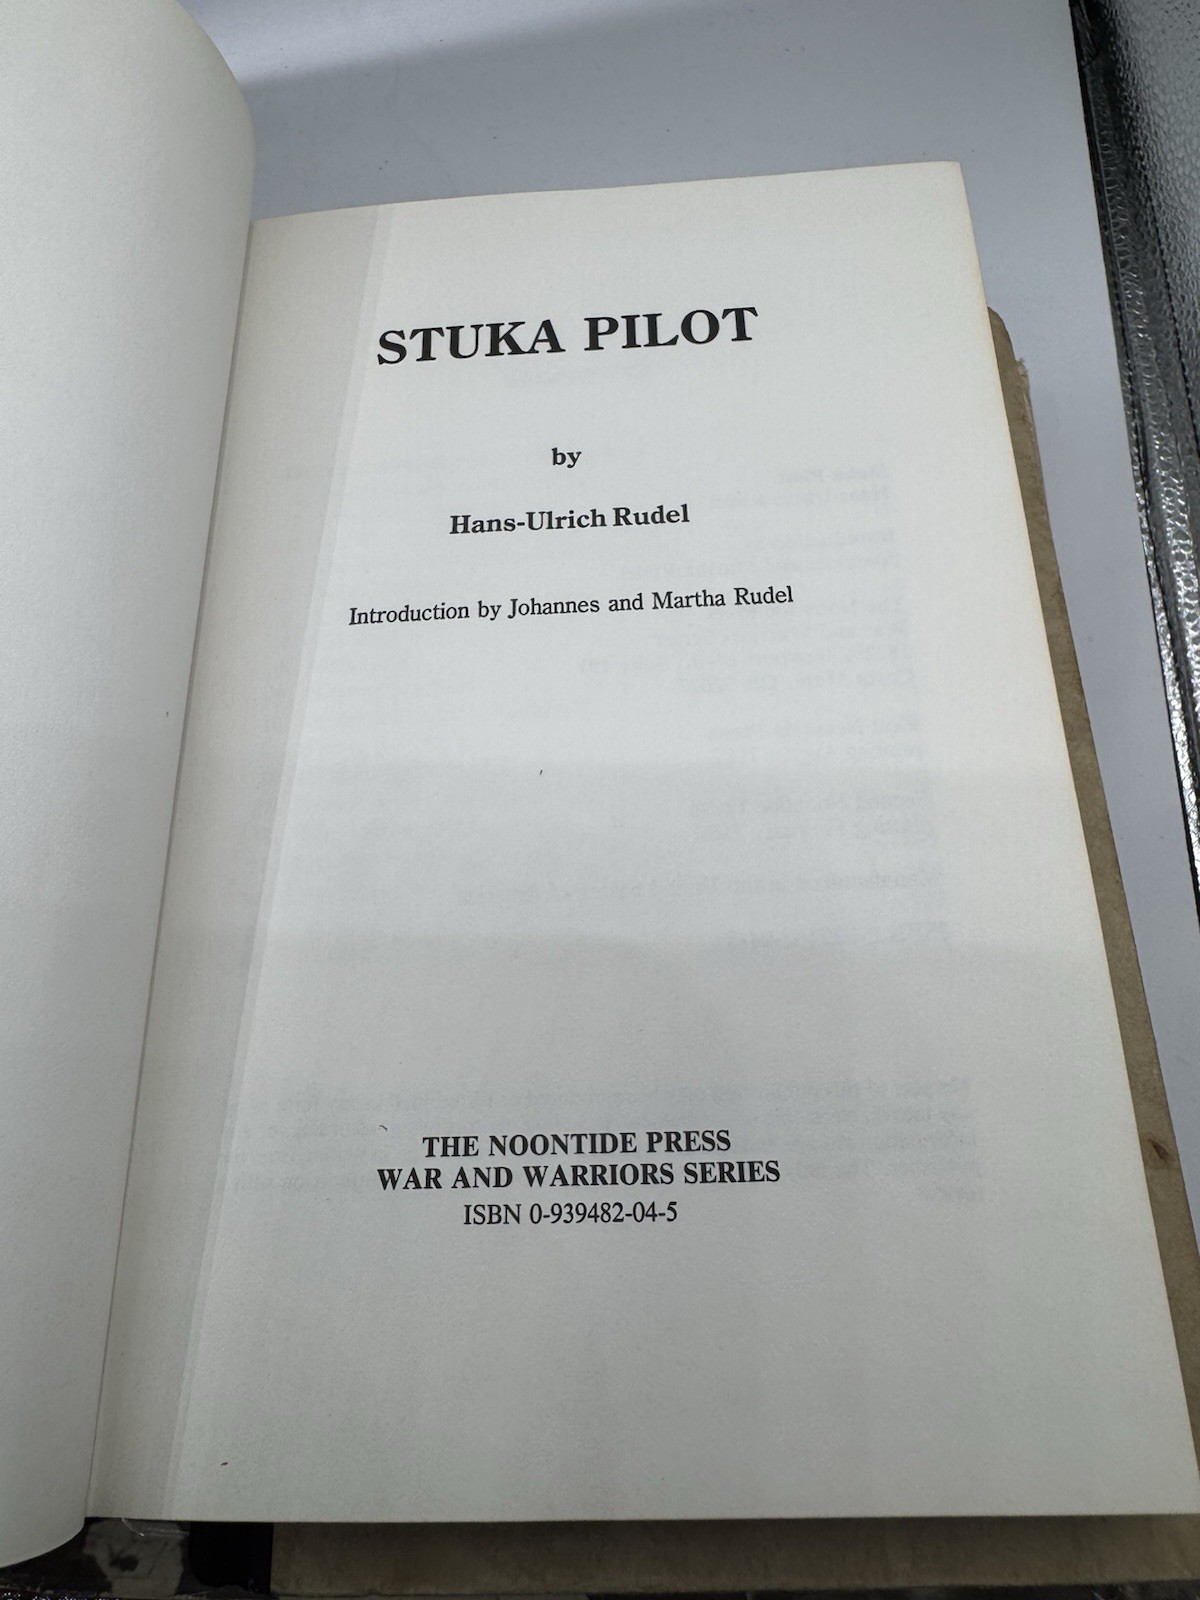 STUKA PILOT
by
Hans-Ulrich Rudel
Introduction by Johannes and Martha Rudel
THE NOONTIDE PRESS
WAR AND WARRIORS SERIES
ISBN 0-939482-04-5